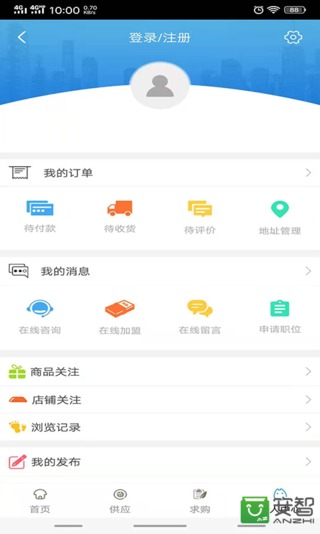 4G 4G 10:00 0.70 KB/s 88
登录/注册
我的订单
待付款 待收货 待评价 地址管理
我的消息
在线咨询 在线加盟 在线留言 申请职位
商品关注
店铺关注
浏览记录
我的发布
首页 供应 求购 人中心
安智
ANZHI